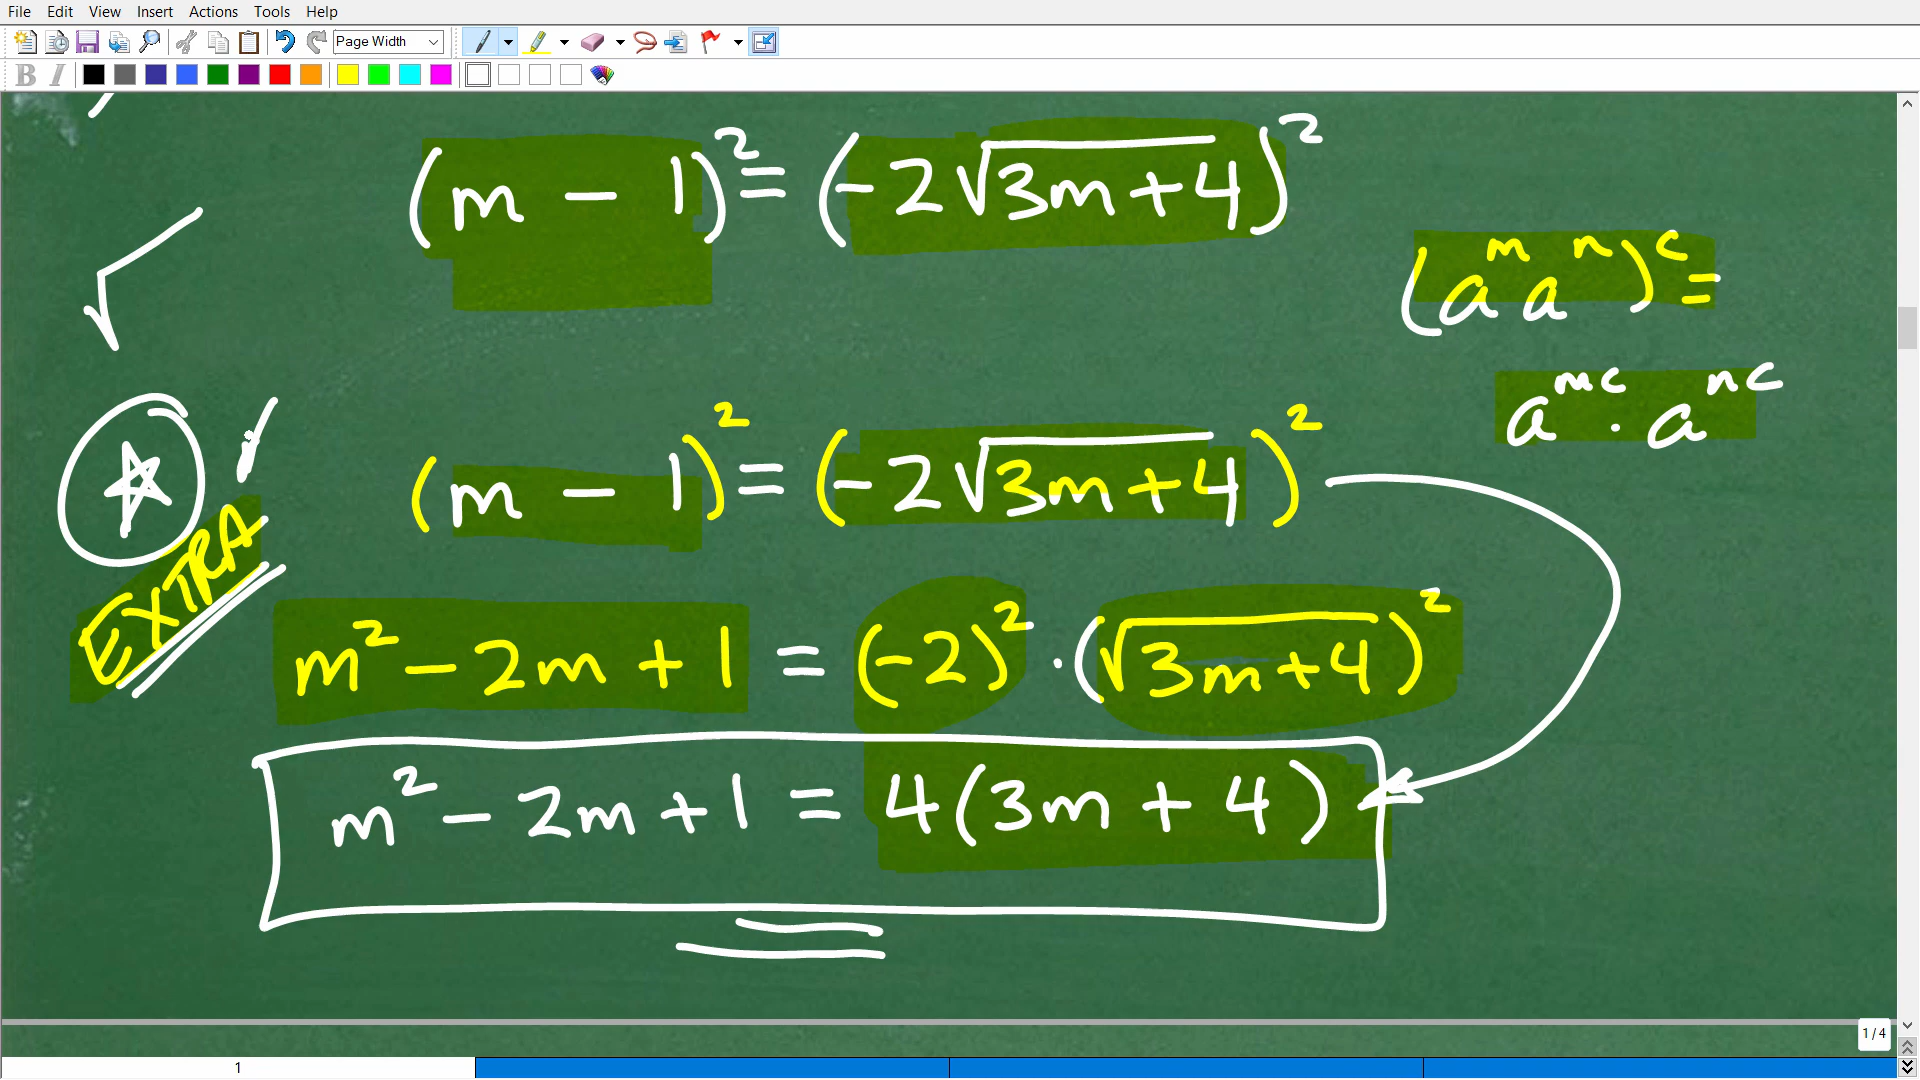 File Edit View Insert Actions Tools Help
Page Width
B I
(m − 1)² = (−2√3m+4)²
(aᵐ aⁿ)ᶜ =
aᵐᶜ · aⁿᶜ
(m − 1)² = (−2√3m+4)²
EXTRA
m² − 2m + 1 = (−2)² · (√3m+4)²
m² − 2m + 1 = 4(3m + 4)
1 / 4
1